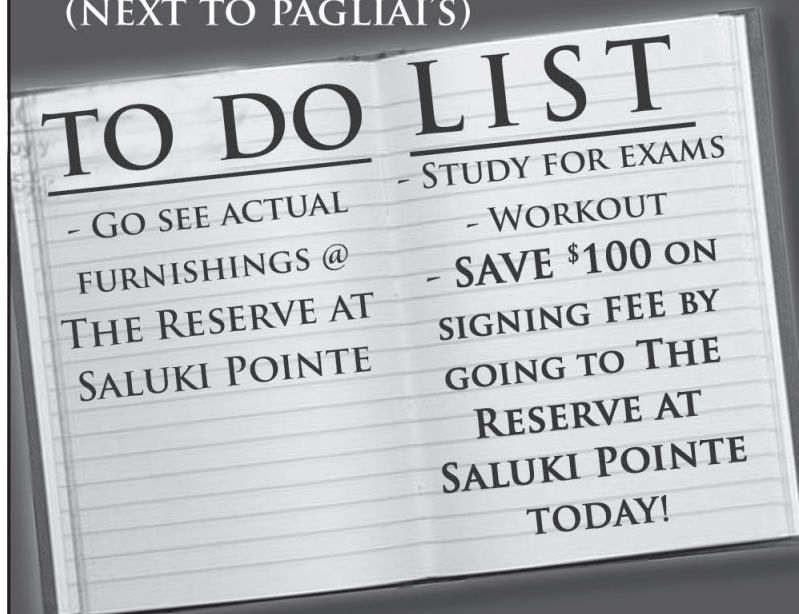 (NEXT TO PAGLIAI'S)
TO DO LIST
- GO SEE ACTUAL
FURNISHINGS @
THE RESERVE AT
SALUKI POINTE
- STUDY FOR EXAMS
- WORKOUT
- SAVE $100 ON
SIGNING FEE BY
GOING TO THE
RESERVE AT
SALUKI POINTE
TODAY!